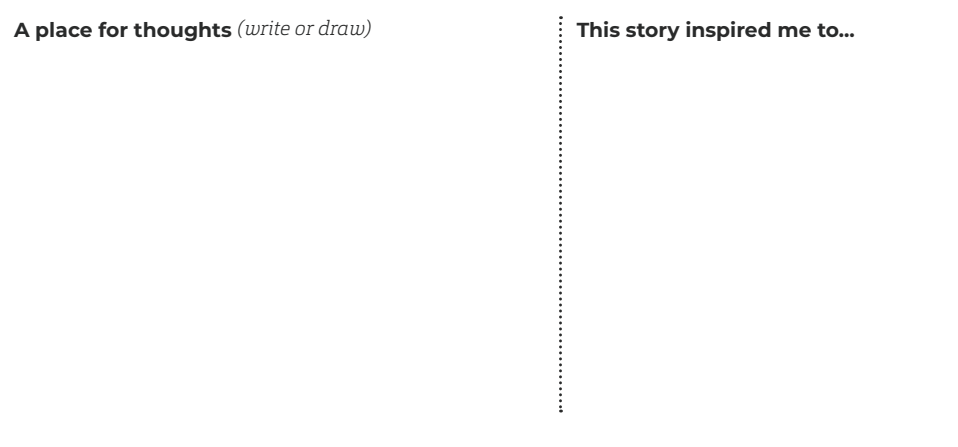 A place for thoughts (write or draw)
This story inspired me to...